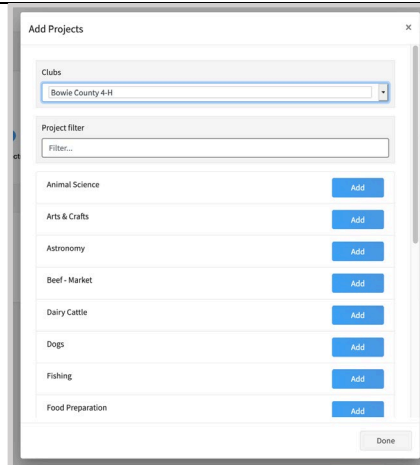 Add Projects
×
Clubs
Bowie County 4-H
Project filter
Filter...
Animal Science
Add
Arts & Crafts
Add
Astronomy
Add
Beef - Market
Add
Dairy Cattle
Add
Dogs
Add
Fishing
Add
Food Preparation
Add
Done